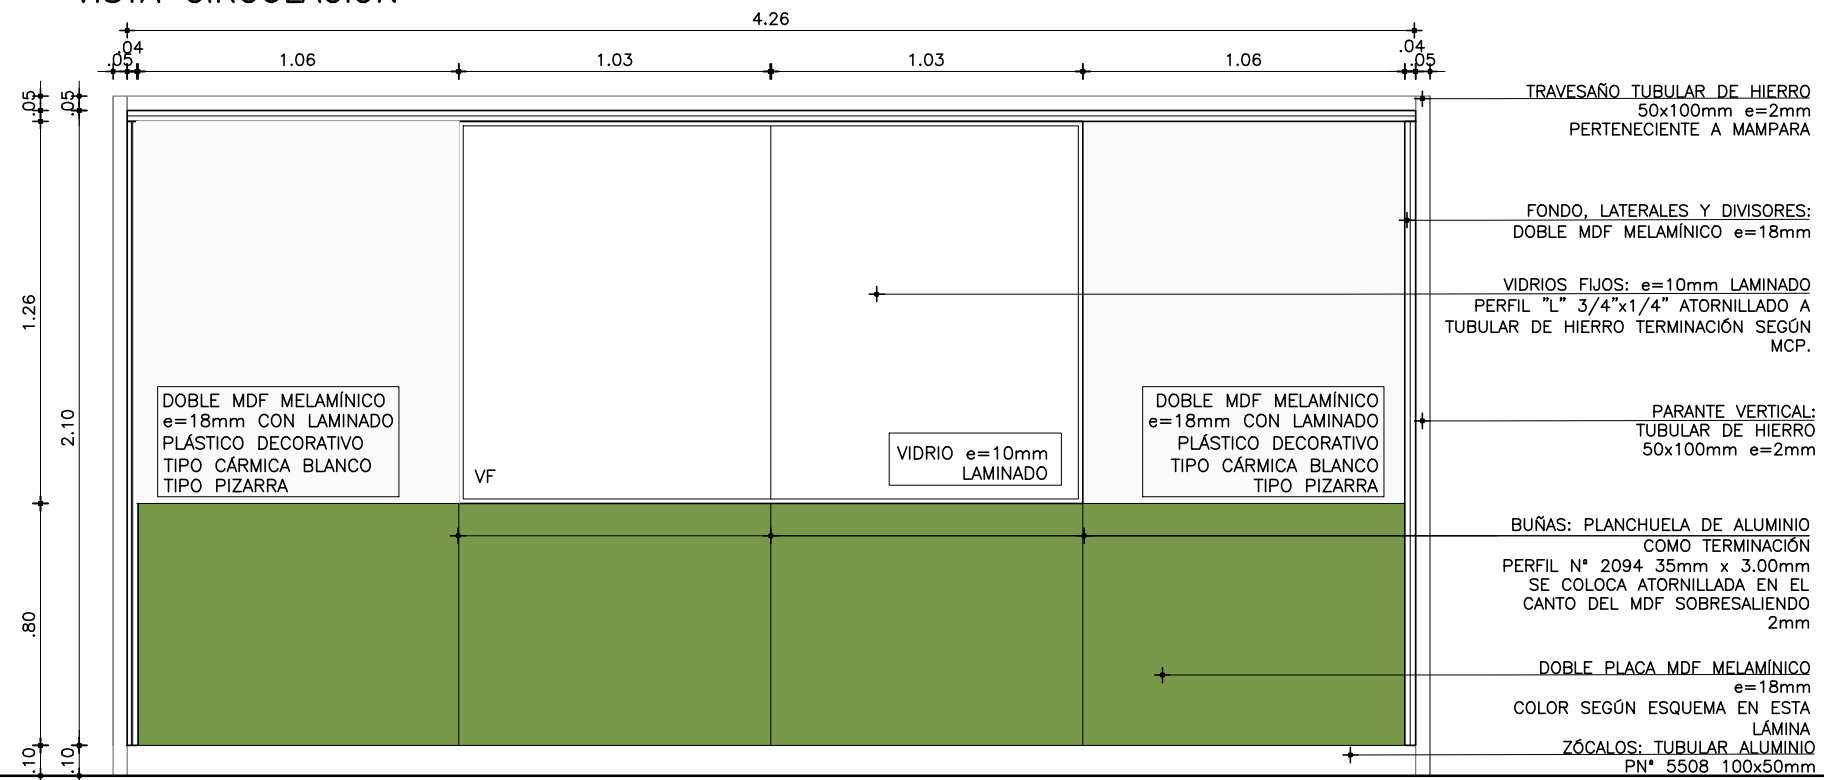 VISTA CIRCULACIÓN
4.26
.05
.04
1.06
1.03
1.03
1.06
.04
.05
.05
.05
1.26
2.10
.80
.10
.10
DOBLE MDF MELAMÍNICO
e=18mm CON LAMINADO
PLÁSTICO DECORATIVO
TIPO CÁRMICA BLANCO
TIPO PIZARRA
VF
VIDRIO e=10mm
LAMINADO
DOBLE MDF MELAMÍNICO
e=18mm CON LAMINADO
PLÁSTICO DECORATIVO
TIPO CÁRMICA BLANCO
TIPO PIZARRA
TRAVESAÑO TUBULAR DE HIERRO
50x100mm e=2mm
PERTENECIENTE A MAMPARA
FONDO, LATERALES Y DIVISORES:
DOBLE MDF MELAMÍNICO e=18mm
VIDRIOS FIJOS: e=10mm LAMINADO
PERFIL "L" 3/4"x1/4" ATORNILLADO A
TUBULAR DE HIERRO TERMINACIÓN SEGÚN
MCP.
PARANTE VERTICAL:
TUBULAR DE HIERRO
50x100mm e=2mm
BUÑAS: PLANCHUELA DE ALUMINIO
COMO TERMINACIÓN
PERFIL N° 2094 35mm x 3.00mm
SE COLOCA ATORNILLADA EN EL
CANTO DEL MDF SOBRESALIENDO
2mm
DOBLE PLACA MDF MELAMÍNICO
e=18mm
COLOR SEGÚN ESQUEMA EN ESTA
LÁMINA
ZÓCALOS: TUBULAR ALUMINIO
PN° 5508 100x50mm